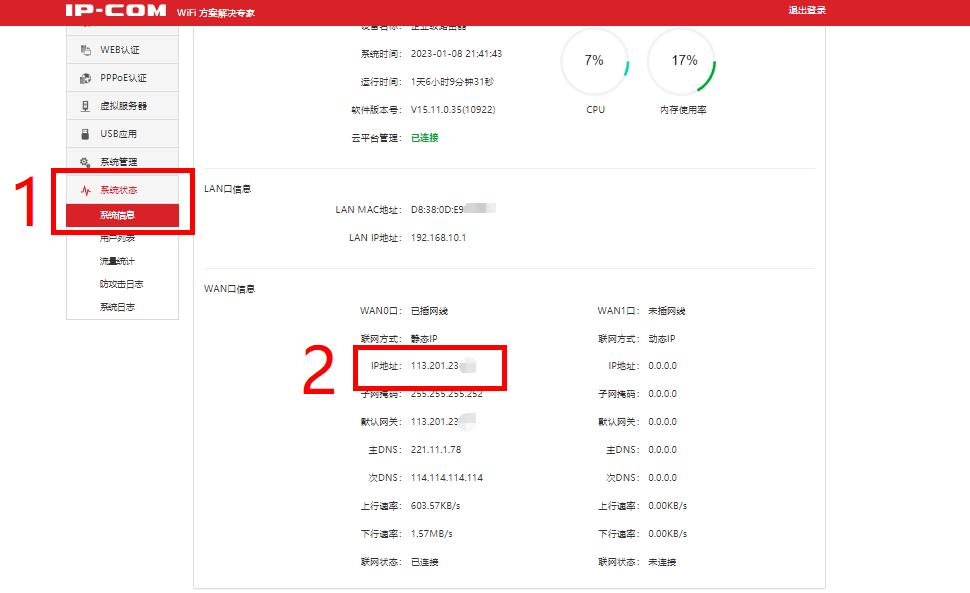 IP-COM WiFi 方案解决专家 退出登录
WEB认证
PPPoE认证
虚拟服务器
USB应用
系统管理
系统状态
系统信息
用户列表
流量统计
防攻击日志
系统日志
1
设备名称: 企业级路由器
系统时间: 2023-01-08 21:41:43
运行时间: 1天6小时9分钟31秒
软件版本号: V15.11.0.35(10922)
云平台管理: 已连接
7% 17%
CPU 内存使用率
LAN口信息
LAN MAC地址: D8:38:0D:E9
LAN IP地址: 192.168.10.1
WAN口信息
WAN0口: 已插网线 WAN1口: 未插网线
联网方式: 静态IP 联网方式: 动态IP
2
IP地址: 113.201.23 IP地址: 0.0.0.0
子网掩码: 255.255.255.252 子网掩码: 0.0.0.0
默认网关: 113.201.23 默认网关: 0.0.0.0
主DNS: 221.11.1.78 主DNS: 0.0.0.0
次DNS: 114.114.114.114 次DNS: 0.0.0.0
上行速率: 603.57KB/s 上行速率: 0.00KB/s
下行速率: 1.57MB/s 下行速率: 0.00KB/s
联网状态: 已连接 联网状态: 未连接